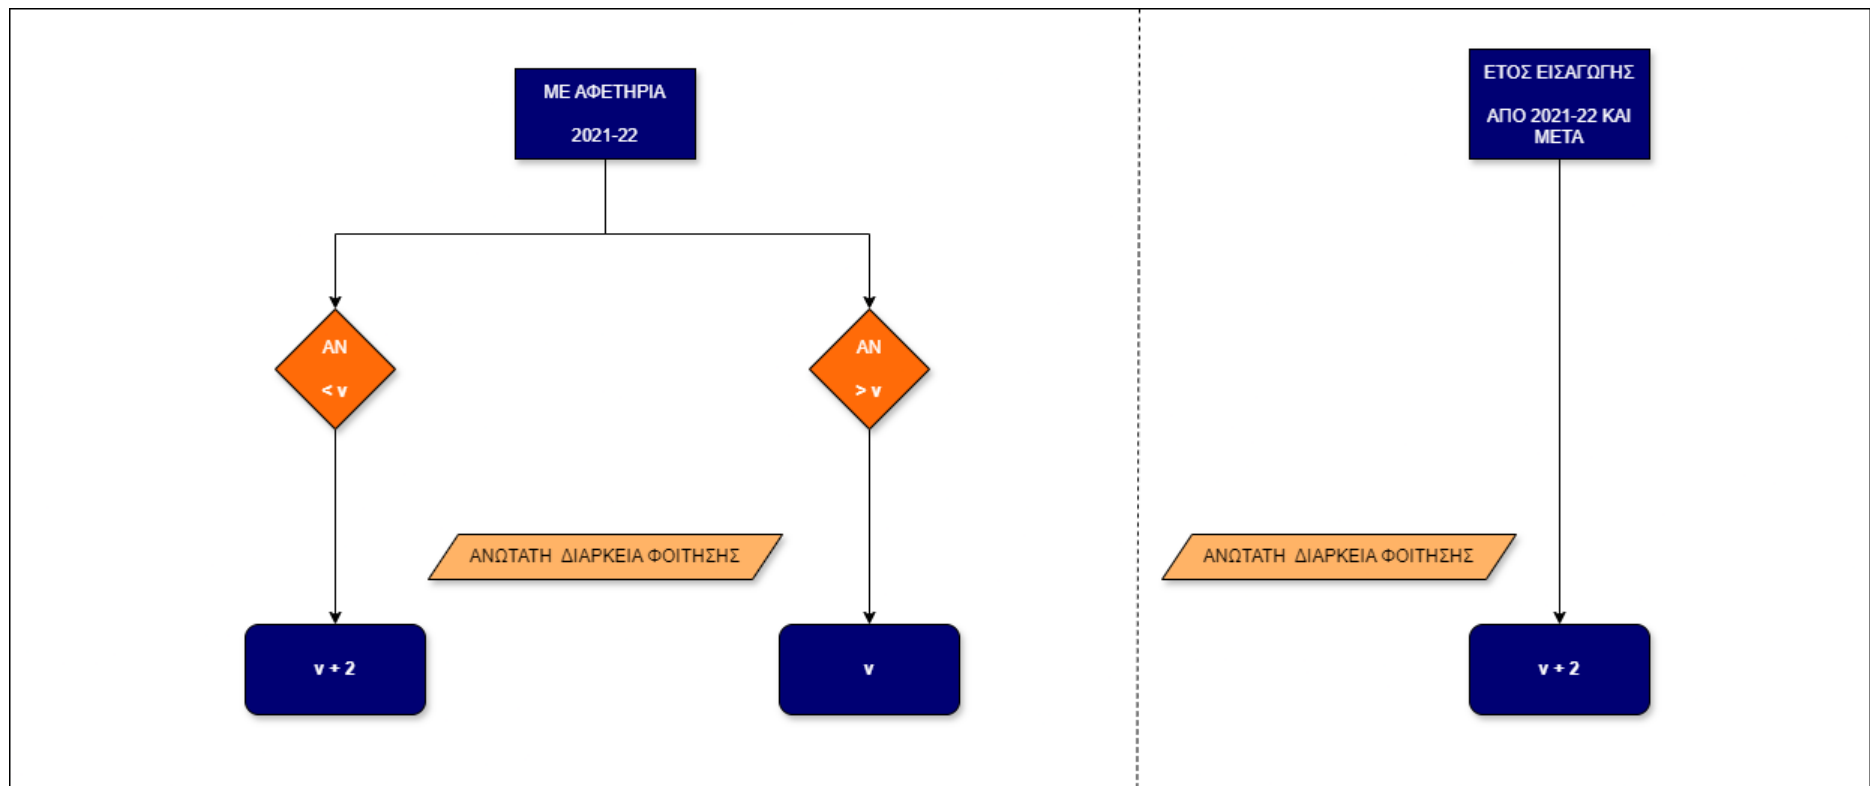 ΜΕ ΑΦΕΤΗΡΙΑ
2021-22
ΑΝ
< ν
ΑΝ
> ν
ΑΝΩΤΑΤΗ ΔΙΑΡΚΕΙΑ ΦΟΙΤΗΣΗΣ
ν + 2
ν
ΕΤΟΣ ΕΙΣΑΓΩΓΗΣ
ΑΠΟ 2021-22 ΚΑΙ
ΜΕΤΑ
ΑΝΩΤΑΤΗ ΔΙΑΡΚΕΙΑ ΦΟΙΤΗΣΗΣ
ν + 2